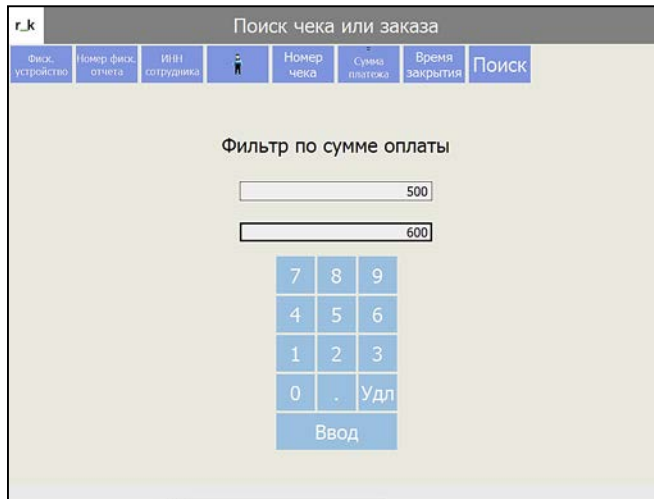 r_k
Поиск чека или заказа
Фиск.
устройство
Номер фиск.
отчета
ИНН
сотрудника
Номер
чека
Сумма
платежа
Время
закрытия
Поиск
Фильтр по сумме оплаты
500
600
7 8 9
4 5 6
1 2 3
0 . Удл
Ввод